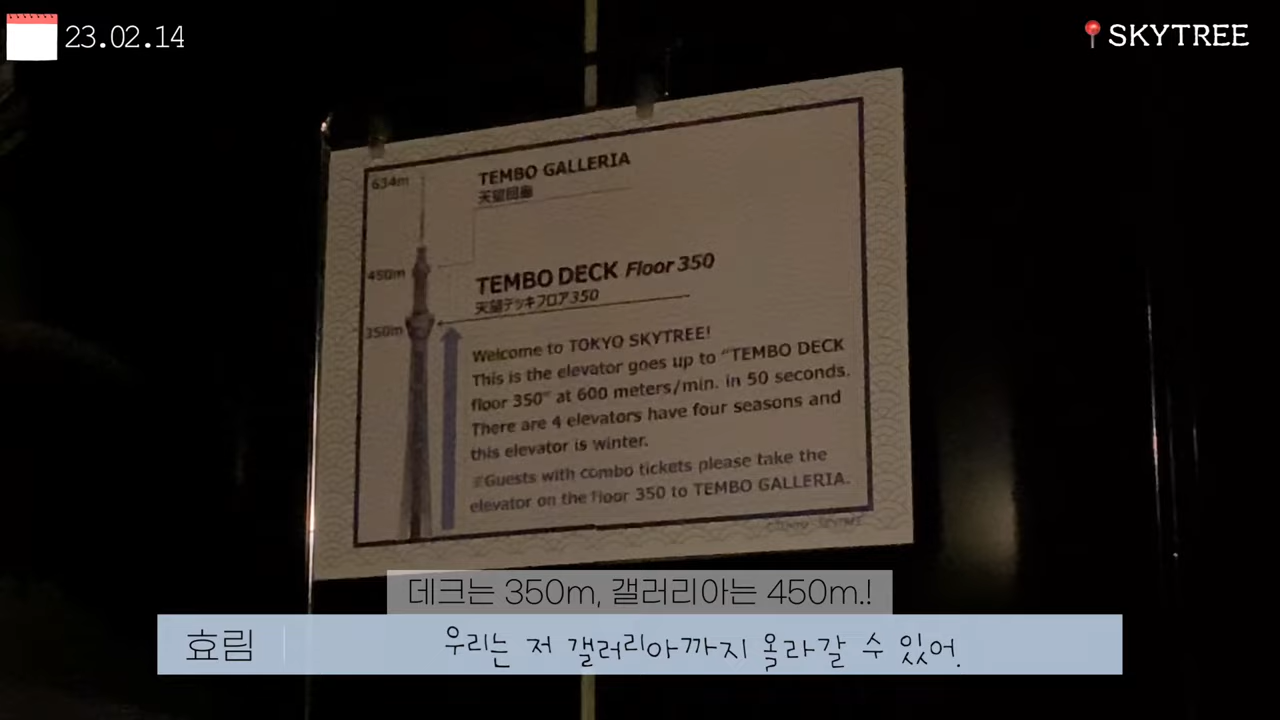 23.02.14
SKYTREE
TEMBO GALLERIA
天望回廊
634m
450m
TEMBO DECK Floor 350
天望デッキフロア350
350m
Welcome to TOKYO SKYTREE!
This is the elevator goes up to "TEMBO DECK
floor 350" at 600 meters/min. in 50 seconds.
There are 4 elevators have four seasons and
this elevator is winter.
※Guests with combo tickets please take the
elevator on the floor 350 to TEMBO GALLERIA.
데크는 350m, 갤러리아는 450m.!
효림
우리는 저 갤러리아까지 올라갈 수 있어.